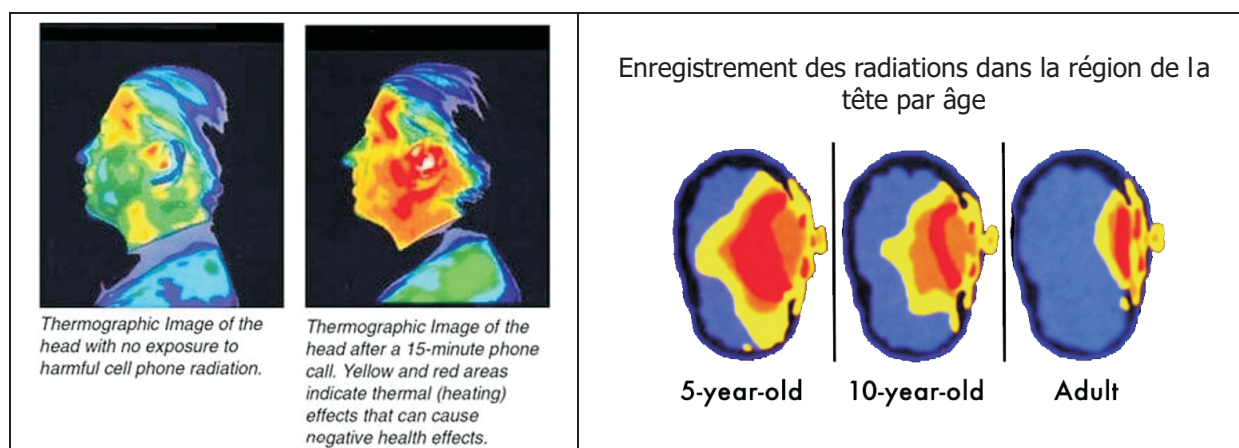 Thermographic Image of the
head with no exposure to
harmful cell phone radiation.
Thermographic Image of the
head after a 15-minute phone
call. Yellow and red areas
indicate thermal (heating)
effects that can cause
negative health effects.
Enregistrement des radiations dans la région de la
tête par âge
5-year-old
10-year-old
Adult